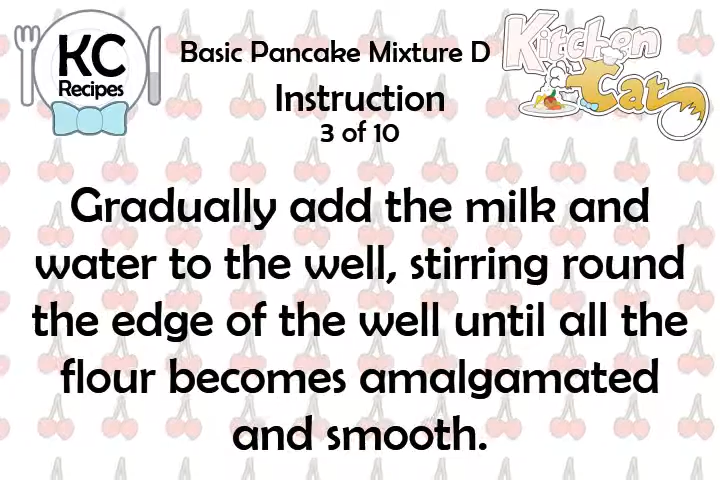 KC
Recipes
Basic Pancake Mixture D
Instruction
3 of 10
Kitchen
Cat
Gradually add the milk and
water to the well, stirring round
the edge of the well until all the
flour becomes amalgamated
and smooth.